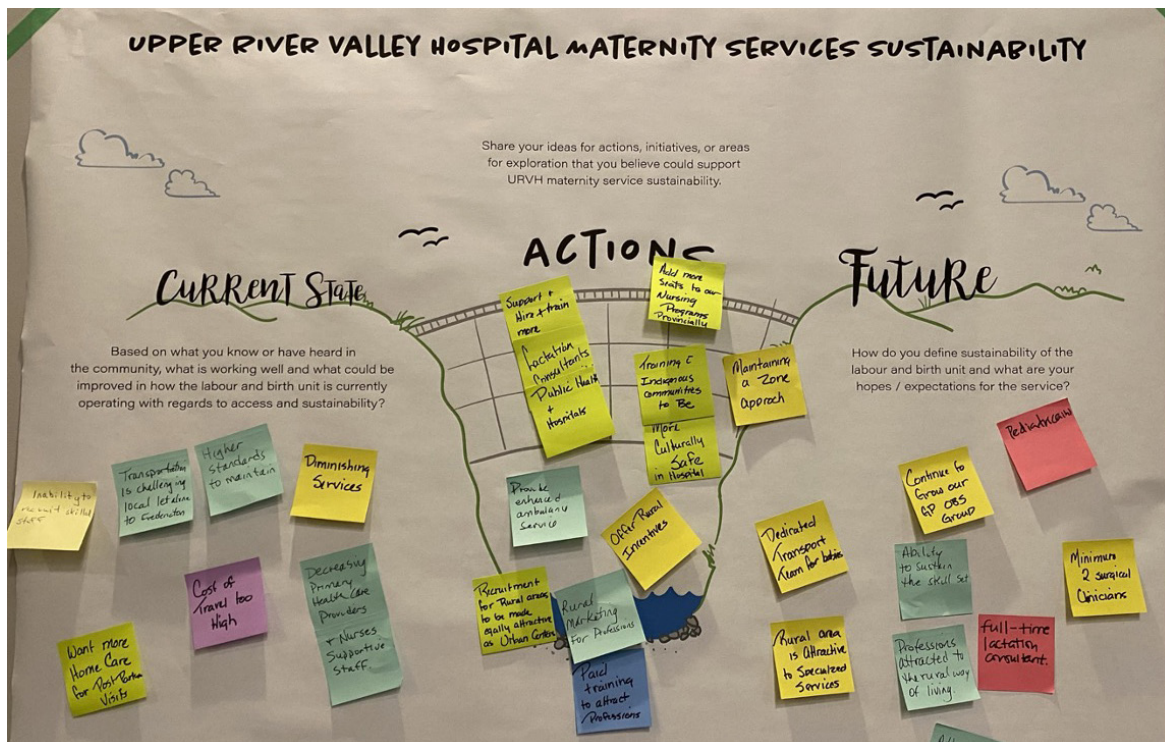 UPPER RIVER VALLEY HOSPITAL MATERNITY SERVICES SUSTAINABILITY
Share your ideas for actions, initiatives, or areas
for exploration that you believe could support
URVH maternity service sustainability.
CURRENT STATE
Based on what you know or have heard in
the community, what is working well and what could be
improved in how the labour and birth unit is currently
operating with regards to access and sustainability?
Inability to
recruit skilled
staff
Transportation
is challenging
local let alone
to Fredericton
Higher
Standards
to maintain
Diminishing
Services
Cost of
Travel too
High
Decreasing
Primary
Health Care
Providers
+ Nurses
Supportive
Staff.
Want more
Home Care
for Post Partum
Visits
ACTIONS
Support +
Hire + train
more
Lactation
Consultants
Public Health
+
Hospitals
Add more
Seats to our
Nursing
Programs
Provincially
Training
Indigenous
communities
to Be
More
Culturally
Safe
in Hospital
Maintaining
a Zone
Approch
Provide
enhanced
ambulance
Service
Offer Rural
Incentives
Recruitment
for Rural areas
to be made
equally attractive
as Urban Centers
Rural
Marketing
For Professions
Paid
training
to attract
Professions
FUTURE
How do you define sustainability of the
labour and birth unit and what are your
hopes / expectations for the service?
Pediatrician
Continue to
Grow our
GP OBS
Group
Dedicated
Transport
Team for babies
Ability
to sustain
the skill set
Minimum
2 surgical
Clinicians
Rural area
is Attractive
to Specialized
Services
Professions
attracted to
the rural way
of living.
full-time
lactation
consultant.